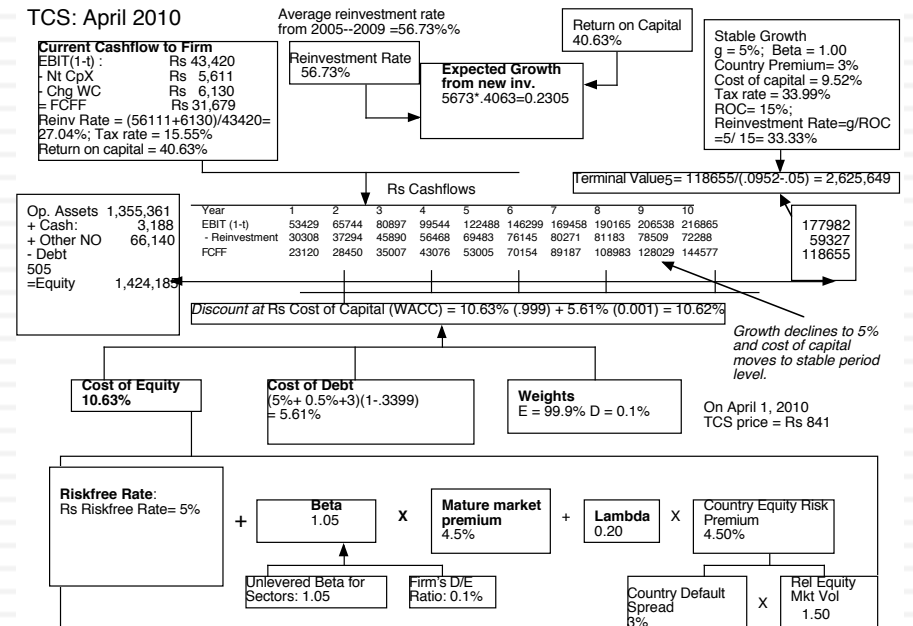 TCS: April 2010
Average reinvestment rate
from 2005--2009 =56.73%%
Current Cashflow to Firm
EBIT(1-t) : Rs 43,420
- Nt CpX Rs 5,611
- Chg WC Rs 6,130
= FCFF Rs 31,679
Reinv Rate = (56111+6130)/43420=
27.04%; Tax rate = 15.55%
Return on capital = 40.63%
Reinvestment Rate
56.73%
Expected Growth
from new inv.
5673*.4063=0.2305
Return on Capital
40.63%
Stable Growth
g = 5%; Beta = 1.00
Country Premium= 3%
Cost of capital = 9.52%
Tax rate = 33.99%
ROC= 15%;
Reinvestment Rate=g/ROC
=5/ 15= 33.33%
Terminal Value5= 118655/(.0952-.05) = 2,625,649
Rs Cashflows
Op. Assets 1,355,361
+ Cash: 3,188
+ Other NO 66,140
- Debt
505
=Equity 1,424,185
Year 1 2 3 4 5 6 7 8 9 10
EBIT (1-t) 53429 65744 80897 99544 122488 146299 169458 190165 206538 216865
- Reinvestment 30308 37294 45890 56468 69483 76145 80271 81183 78509 72288
FCFF 23120 28450 35007 43076 53005 70154 89187 108983 128029 144577
177982
59327
118655
Discount at Rs Cost of Capital (WACC) = 10.63% (.999) + 5.61% (0.001) = 10.62%
Growth declines to 5%
and cost of capital
moves to stable period
level.
Cost of Equity
10.63%
Cost of Debt
(5%+ 0.5%+3)(1-.3399)
= 5.61%
Weights
E = 99.9% D = 0.1%
On April 1, 2010
TCS price = Rs 841
Riskfree Rate:
Rs Riskfree Rate= 5%
+
Beta
1.05
X
Mature market
premium
4.5%
+
Lambda
0.20
X
Country Equity Risk
Premium
4.50%
Unlevered Beta for
Sectors: 1.05
Firm's D/E
Ratio: 0.1%
Country Default
Spread
3%
X
Rel Equity
Mkt Vol
1.50